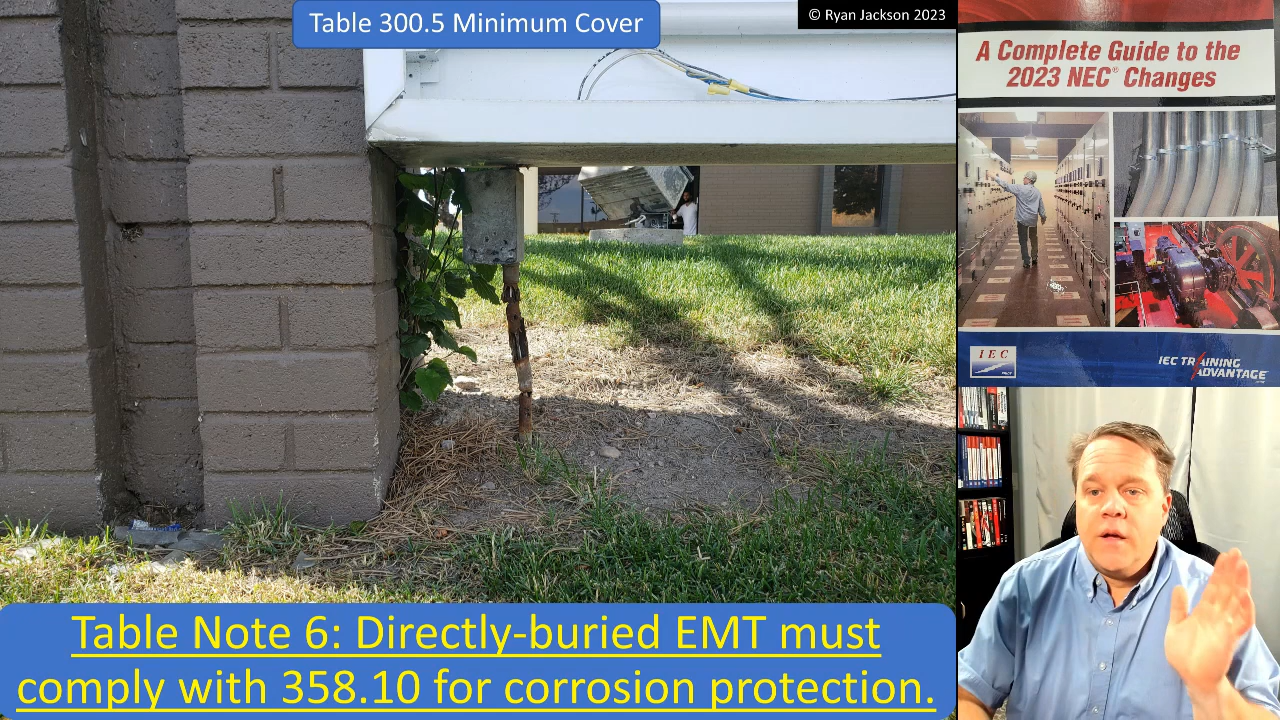 Table 300.5 Minimum Cover
© Ryan Jackson 2023
A Complete Guide to the
2023 NEC® Changes
IEC
IEC TRAINING
ADVANTAGE
Table Note 6: Directly-buried EMT must
comply with 358.10 for corrosion protection.